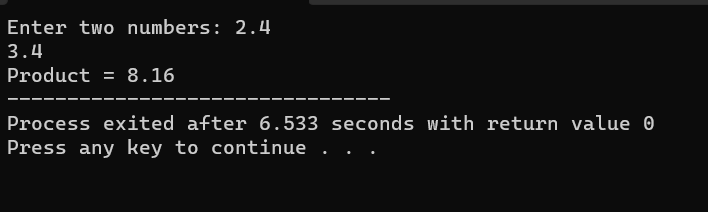 Enter two numbers: 2.4
3.4
Product = 8.16
--------------------------------
Process exited after 6.533 seconds with return value 0
Press any key to continue . . .